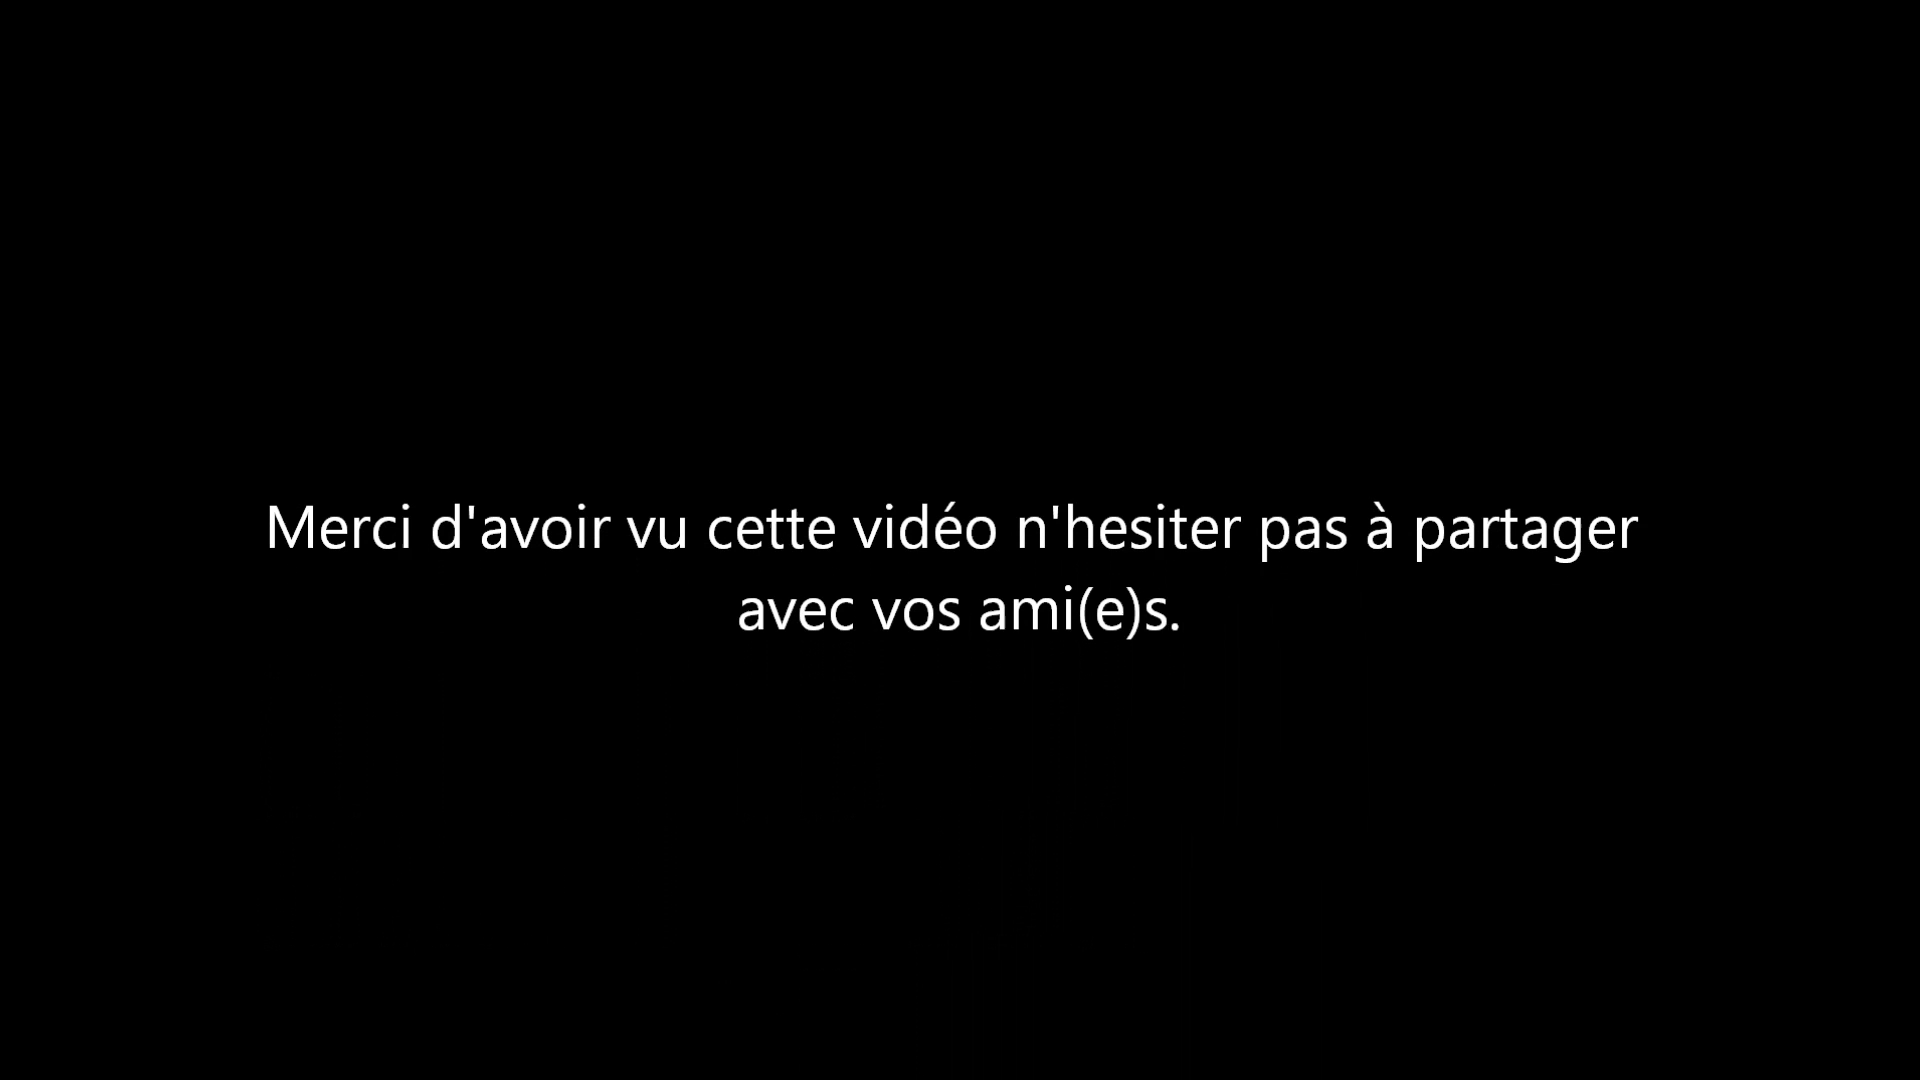 Merci d'avoir vu cette vidéo n'hesiter pas à partager
avec vos ami(e)s.